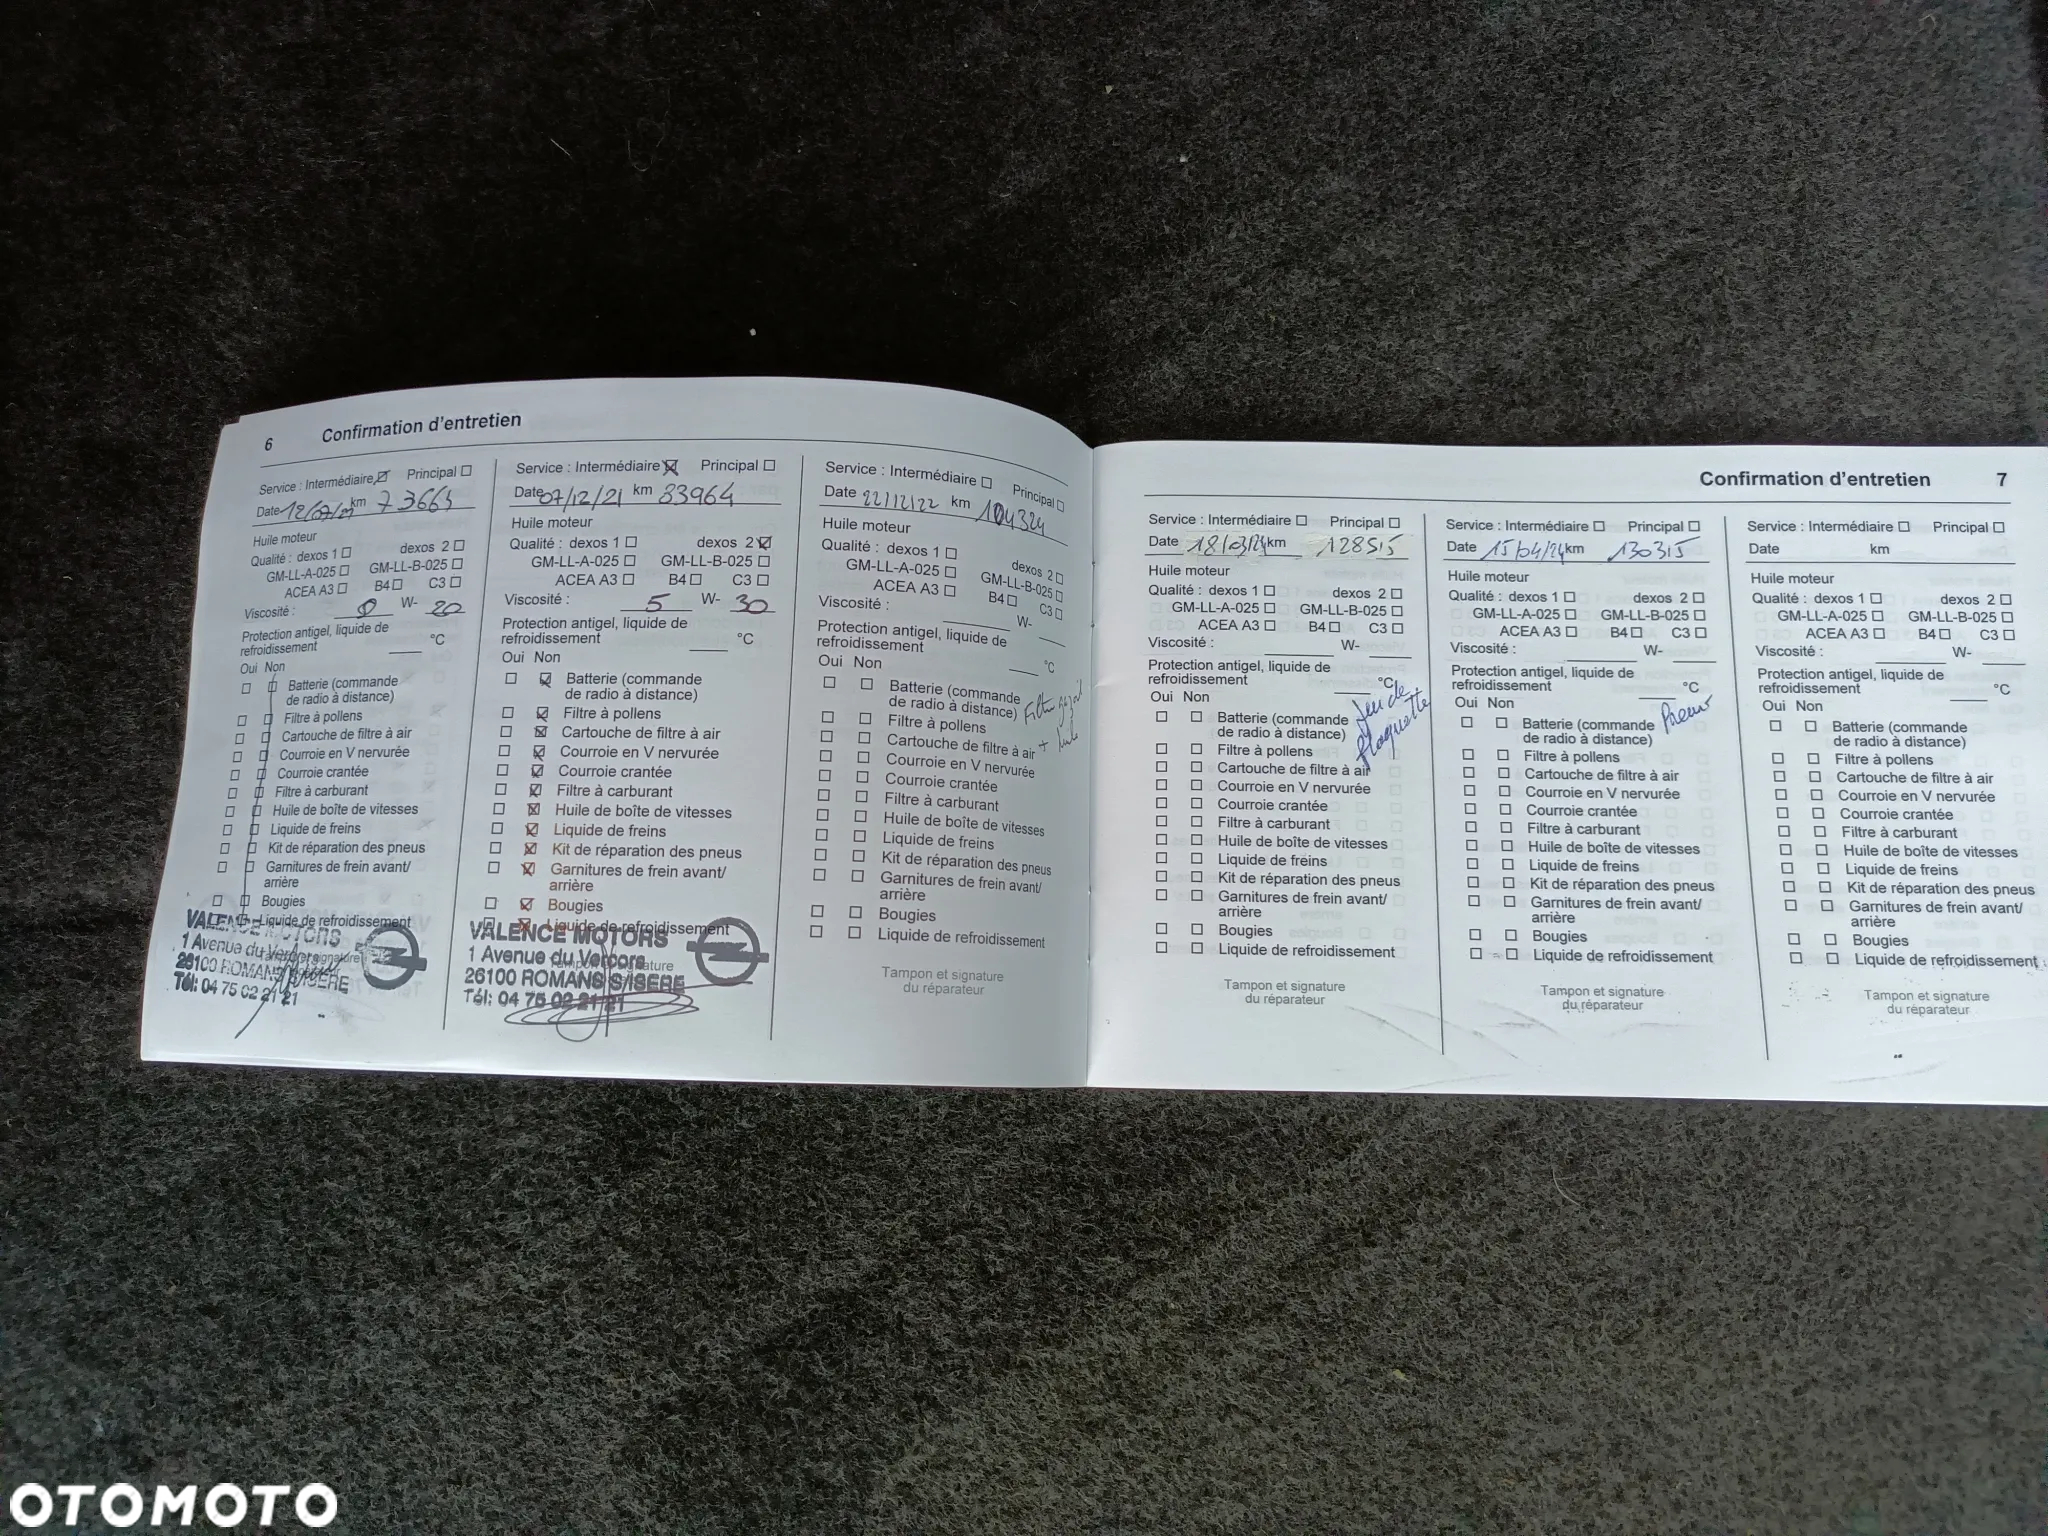 6 Confirmation d'entretien
Service : Intermédiaire Principal
Date 12/07/21 km 73665
Huile moteur
Qualité : dexos 1 dexos 2
GM-LL-A-025 GM-LL-B-025
ACEA A3 B4 C3
Viscosité : 0 W- 20
Protection antigel, liquide de
refroidissement °C
Oui Non
Batterie (commande
de radio à distance)
Filtre à pollens
Cartouche de filtre à air
Courroie en V nervurée
Courroie crantée
Filtre à carburant
Huile de boîte de vitesses
Liquide de freins
Kit de réparation des pneus
Garnitures de frein avant/
arrière
Bougies
Liquide de refroidissement
VALENCE MOTORS
1 Avenue du Vercors
26100 ROMANS S/ISERE
Tél: 04 75 02 21 21
Service : Intermédiaire Principal
Date 07/12/21 km 83964
Huile moteur
Qualité : dexos 1 dexos 2
GM-LL-A-025 GM-LL-B-025
ACEA A3 B4 C3
Viscosité : 5 W- 30
Protection antigel, liquide de
refroidissement °C
Oui Non
Batterie (commande
de radio à distance)
Filtre à pollens
Cartouche de filtre à air
Courroie en V nervurée
Courroie crantée
Filtre à carburant
Huile de boîte de vitesses
Liquide de freins
Kit de réparation des pneus
Garnitures de frein avant/
arrière
Bougies
Liquide de refroidissement
VALENCE MOTORS
1 Avenue du Vercors
Tampon et signature
26100 ROMANS S/ISERE
Tél: 04 75 02 21 21
Service : Intermédiaire Principal
Date 22/12/22 km 104324
Huile moteur
Qualité : dexos 1 dexos 2
GM-LL-A-025 GM-LL-B-025
ACEA A3 B4 C3
Viscosité : W-
Protection antigel, liquide de
refroidissement °C
Oui Non
Batterie (commande
de radio à distance) Filtre gazoil
Filtre à pollens
Cartouche de filtre à air + huile
Courroie en V nervurée
Courroie crantée
Filtre à carburant
Huile de boîte de vitesses
Liquide de freins
Kit de réparation des pneus
Garnitures de frein avant/
arrière
Bougies
Liquide de refroidissement
Tampon et signature
du réparateur
Confirmation d'entretien 7
Service : Intermédiaire Principal
Date 18/03/24 km 128515
Huile moteur
Qualité : dexos 1 dexos 2
GM-LL-A-025 GM-LL-B-025
ACEA A3 B4 C3
Viscosité : W-
Protection antigel, liquide de
refroidissement °C
Oui Non
Jeu de
plaquette
Batterie (commande
de radio à distance)
Filtre à pollens
Cartouche de filtre à air
Courroie en V nervurée
Courroie crantée
Filtre à carburant
Huile de boîte de vitesses
Liquide de freins
Kit de réparation des pneus
Garnitures de frein avant/
arrière
Bougies
Liquide de refroidissement
Tampon et signature
du réparateur
Service : Intermédiaire Principal
Date 15/04/24 km 130315
Huile moteur
Qualité : dexos 1 dexos 2
GM-LL-A-025 GM-LL-B-025
ACEA A3 B4 C3
Viscosité : W-
Protection antigel, liquide de
refroidissement °C
Oui Non
Batterie (commande Pneus
de radio à distance)
Filtre à pollens
Cartouche de filtre à air
Courroie en V nervurée
Courroie crantée
Filtre à carburant
Huile de boîte de vitesses
Liquide de freins
Kit de réparation des pneus
Garnitures de frein avant/
arrière
Bougies
Liquide de refroidissement
Tampon et signature
du réparateur
Service : Intermédiaire Principal
Date km
Huile moteur
Qualité : dexos 1 dexos 2
GM-LL-A-025 GM-LL-B-025
ACEA A3 B4 C3
Viscosité : W-
Protection antigel, liquide de
refroidissement °C
Oui Non
Batterie (commande
de radio à distance)
Filtre à pollens
Cartouche de filtre à air
Courroie en V nervurée
Courroie crantée
Filtre à carburant
Huile de boîte de vitesses
Liquide de freins
Kit de réparation des pneus
Garnitures de frein avant/
arrière
Bougies
Liquide de refroidissement
Tampon et signature
du réparateur
OTOMOTO